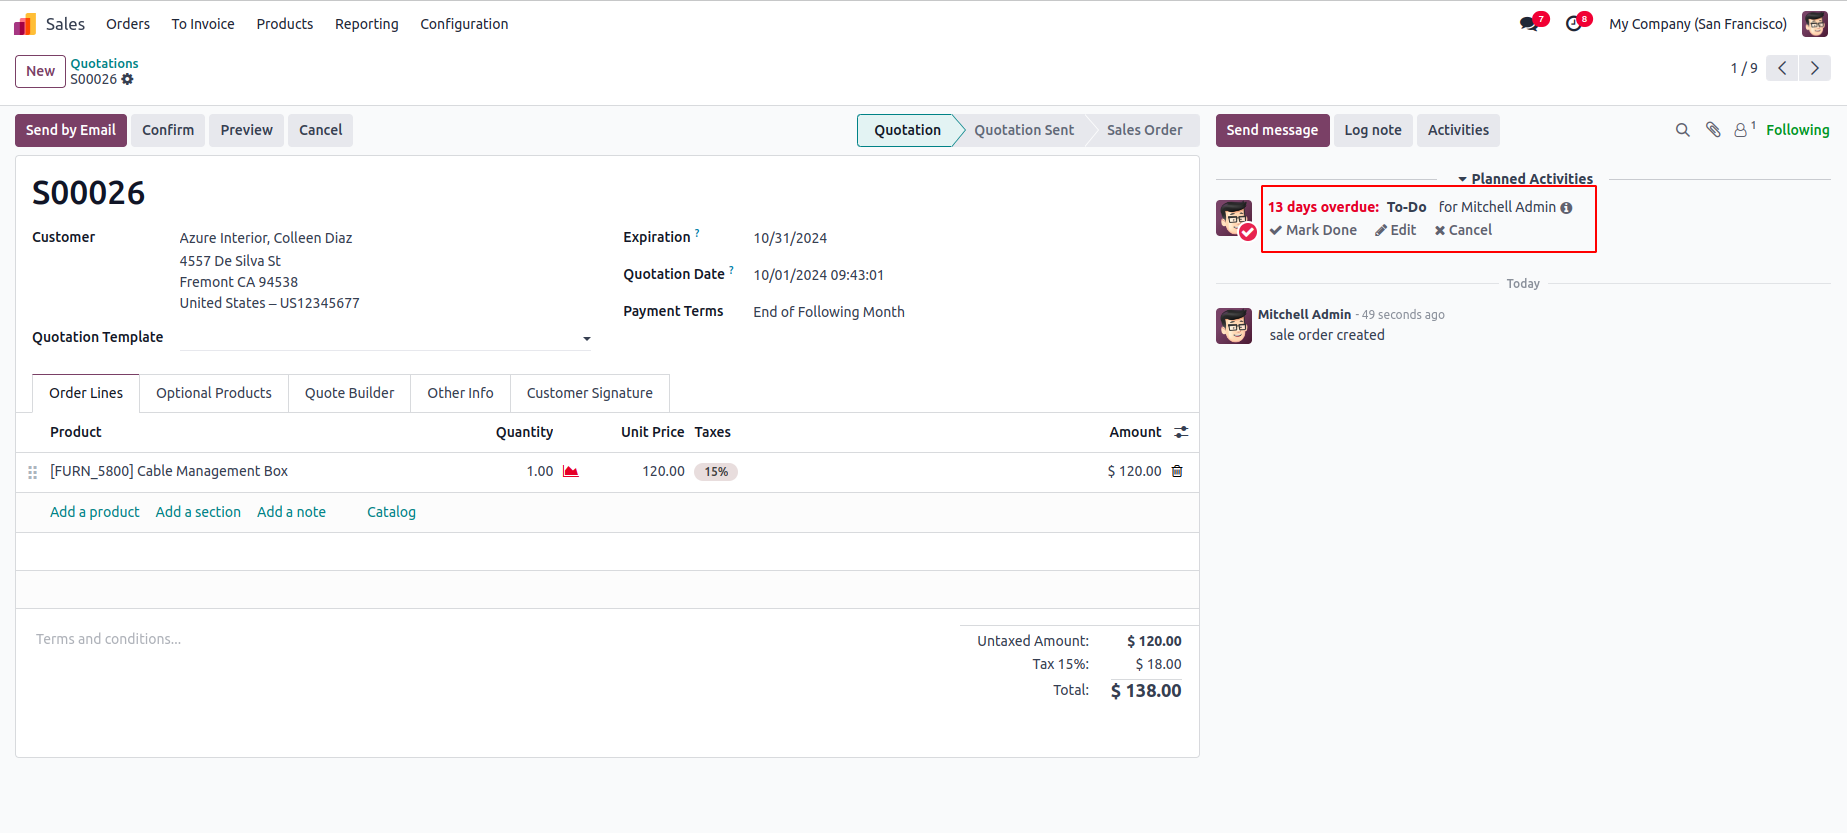 Sales Orders To Invoice Products Reporting Configuration 7 8 My Company (San Francisco)
New Quotations
S00026
1 / 9
Send by Email Confirm Preview Cancel Quotation Quotation Sent Sales Order Send message Log note Activities 1 Following
Planned Activities
S00026
13 days overdue: To-Do for Mitchell Admin
Mark Done Edit Cancel
Customer Azure Interior, Colleen Diaz
4557 De Silva St
Fremont CA 94538
United States – US12345677
Expiration ? 10/31/2024
Quotation Date ? 10/01/2024 09:43:01
Payment Terms End of Following Month
Quotation Template
Today
Mitchell Admin - 49 seconds ago
sale order created
Order Lines Optional Products Quote Builder Other Info Customer Signature
Product Quantity Unit Price Taxes Amount
[FURN_5800] Cable Management Box 1.00 120.00 15% $ 120.00
Add a product Add a section Add a note Catalog
Terms and conditions...
Untaxed Amount: $ 120.00
Tax 15%: $ 18.00
Total: $ 138.00